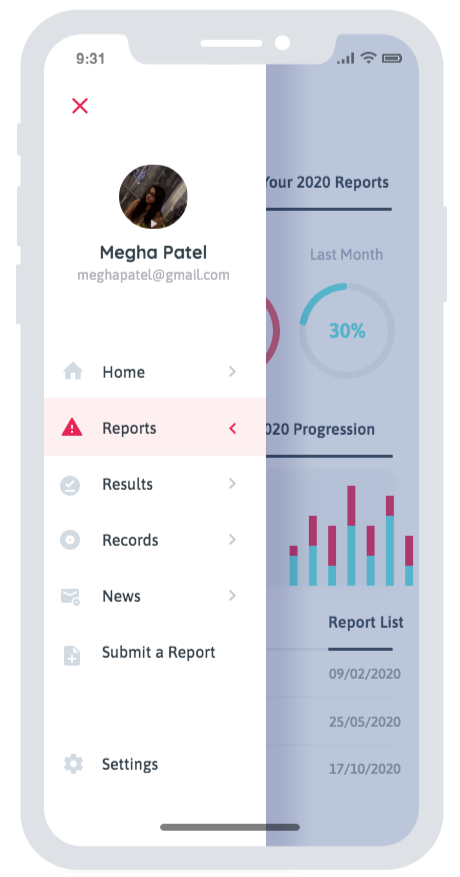 9:31
Megha Patel
meghapatel@gmail.com
Home
Reports
Results
Records
News
Submit a Report
Settings
Your 2020 Reports
Last Month
30%
2020 Progression
Report List
09/02/2020
25/05/2020
17/10/2020